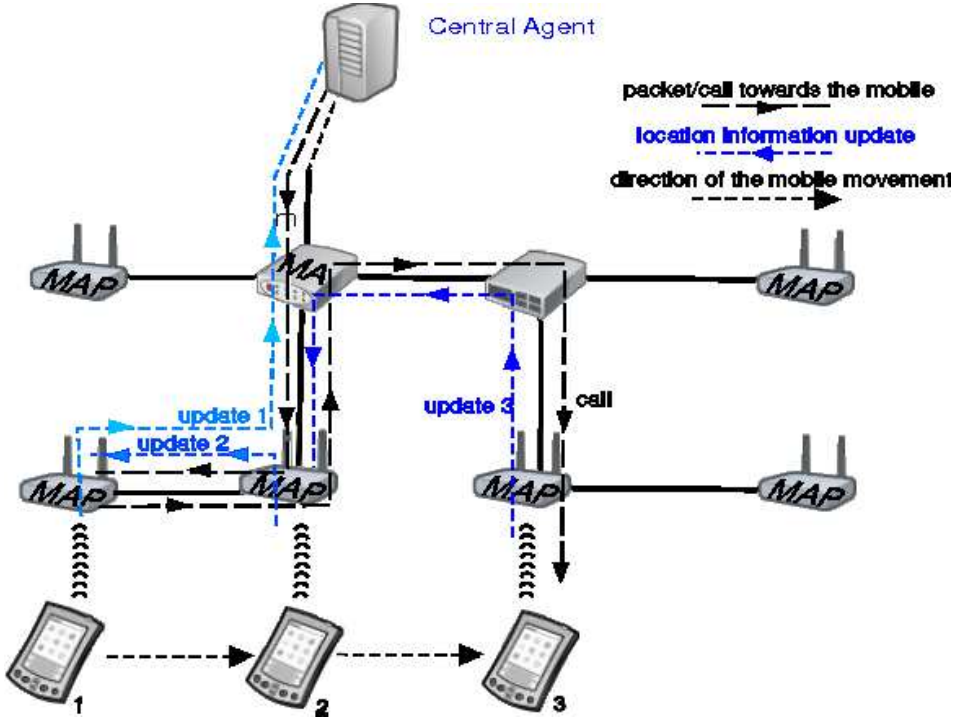 Central Agent
packet/call towards the mobile
location information update
direction of the mobile movement
MAP
MA
MAP
update 1
update 2
update 3
call
MAP
MAP
MAP
MAP
1
2
3